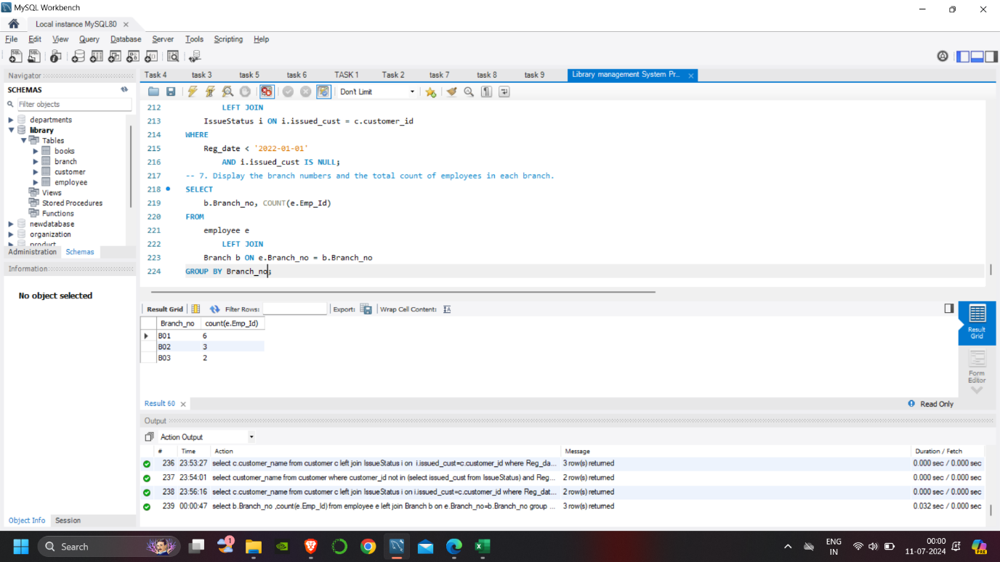 MySQL Workbench
Local instance MySQL80
File Edit View Query Database Server Tools Scripting Help
Navigator
SCHEMAS
Filter objects
departments
library
Tables
books
branch
customer
employee
Views
Stored Procedures
Functions
newdatabase
organization
product
Administration Schemas
Information
No object selected
Object Info Session
Task 4 task 3 task 5 task 6 TASK 1 Task 2 task 7 task 8 task 9 Library management System Pr...
Don't Limit
212 LEFT JOIN
213 IssueStatus i ON i.issued_cust = c.customer_id
214 WHERE
215 Reg_date < '2022-01-01'
216 AND i.issued_cust IS NULL;
217 -- 7. Display the branch numbers and the total count of employees in each branch.
218 SELECT
219 b.Branch_no, COUNT(e.Emp_Id)
220 FROM
221 employee e
222 LEFT JOIN
223 Branch b ON e.Branch_no = b.Branch_no
224 GROUP BY Branch_no;
Result Grid Filter Rows: Export: Wrap Cell Content:
Branch_no count(e.Emp_Id)
B01 6
B02 3
B03 2
Result Grid
Form Editor
Result 60 Read Only
Output
Action Output
# Time Action Message Duration / Fetch
236 23:53:27 select c.customer_name from customer c left join IssueStatus i on i.issued_cust=c.customer_id where Reg_da... 3 row(s) returned 0.000 sec / 0.000 sec
237 23:54:01 select customer_name from customer where customer_id not in (select issued_cust from IssueStatus) and Reg... 2 row(s) returned 0.000 sec / 0.000 sec
238 23:56:16 select c.customer_name from customer c left join IssueStatus i on i.issued_cust=c.customer_id where Reg_dat... 2 row(s) returned 0.000 sec / 0.000 sec
239 00:00:47 select b.Branch_no ,count(e.Emp_Id) from employee e left join Branch b on e.Branch_no=b.Branch_no group ... 3 row(s) returned 0.032 sec / 0.000 sec
Search
1
ENG
IN
00:00
11-07-2024
PRE